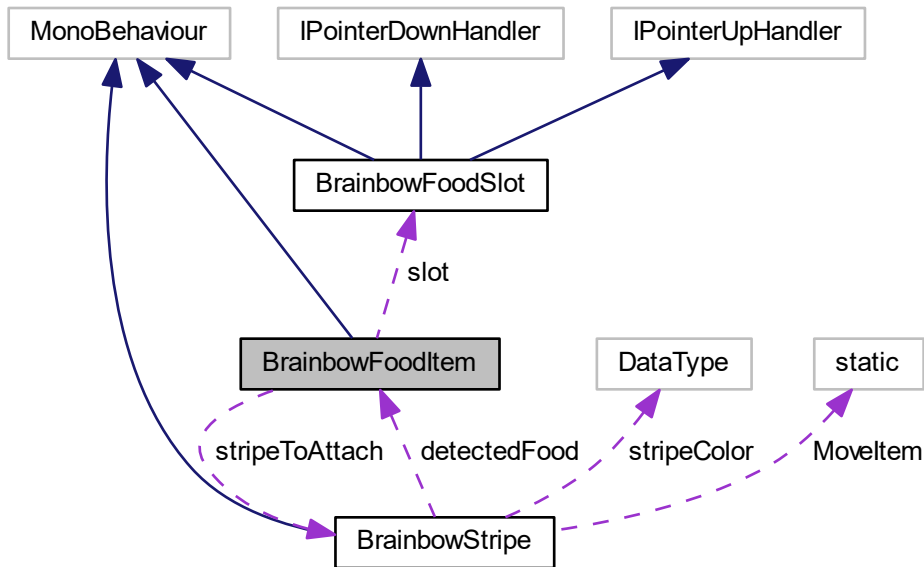 MonoBehaviour
IPointerDownHandler
IPointerUpHandler
BrainbowFoodSlot
slot
BrainbowFoodItem
DataType
static
stripeToAttach
detectedFood
stripeColor
MoveItem
BrainbowStripe